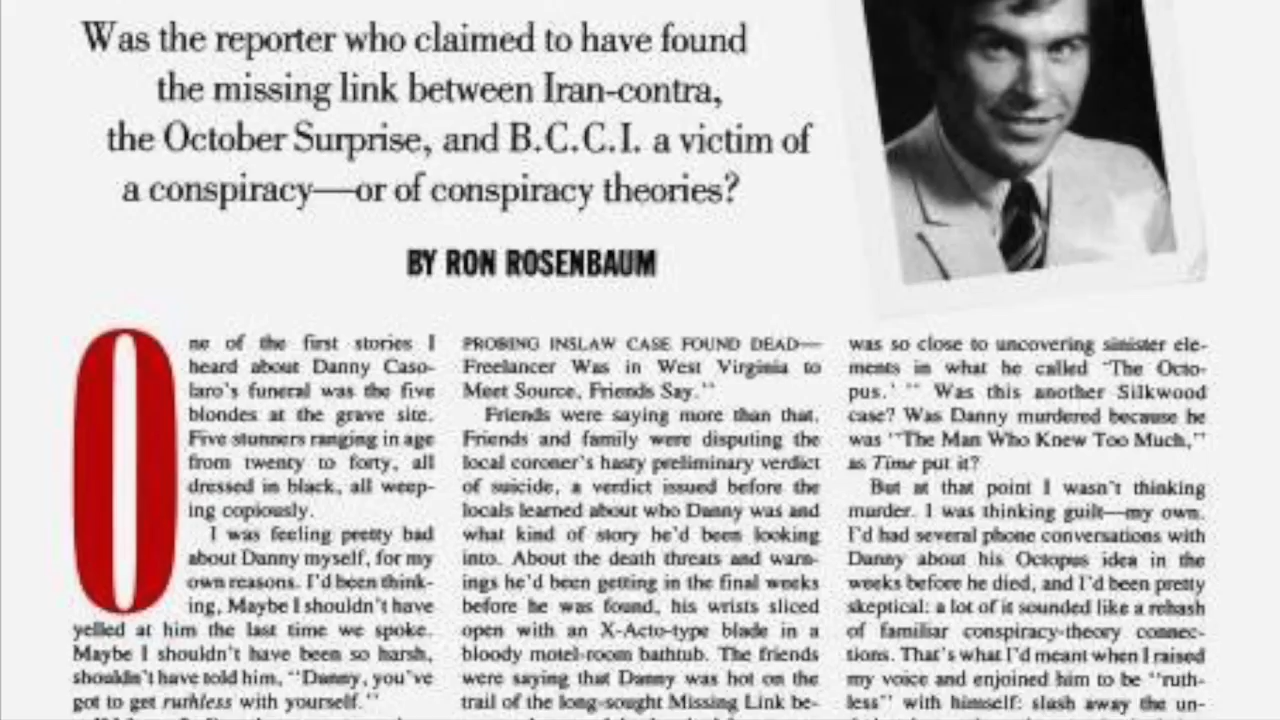 Was the reporter who claimed to have found
the missing link between Iran-contra,
the October Surprise, and B.C.C.I. a victim of
a conspiracy—or of conspiracy theories?
BY RON ROSENBAUM
One of the first stories I
heard about Danny Caso-
laro's funeral was the five
blondes at the grave site.
Five stunners ranging in age
from twenty to forty, all
dressed in black, all weep-
ing copiously.
I was feeling pretty bad
about Danny myself, for my
own reasons. I'd been think-
ing, Maybe I shouldn't have
yelled at him the last time we spoke.
Maybe I shouldn't have been so harsh,
shouldn't have told him, "Danny, you've
got to get ruthless with yourself."
PROBING INSLAW CASE FOUND DEAD—
Freelancer Was in West Virginia to
Meet Source, Friends Say."
Friends were saying more than that.
Friends and family were disputing the
local coroner's hasty preliminary verdict
of suicide, a verdict issued before the
locals learned about who Danny was and
what kind of story he'd been looking
into. About the death threats and warn-
ings he'd been getting in the final weeks
before he was found, his wrists sliced
open with an X-Acto-type blade in a
bloody motel-room bathtub. The friends
were saying that Danny was hot on the
trail of the long-sought Missing Link be-
was so close to uncovering sinister ele-
ments in what he called 'The Octo-
pus.' " Was this another Silkwood
case? Was Danny murdered because he
was "The Man Who Knew Too Much,"
as Time put it?
But at that point I wasn't thinking
murder. I was thinking guilt—my own.
I'd had several phone conversations with
Danny about his Octopus idea in the
weeks before he died, and I'd been pretty
skeptical: a lot of it sounded like a rehash
of familiar conspiracy-theory connec-
tions. That's what I'd meant when I raised
my voice and enjoined him to be "ruth-
less" with himself: slash away the un-